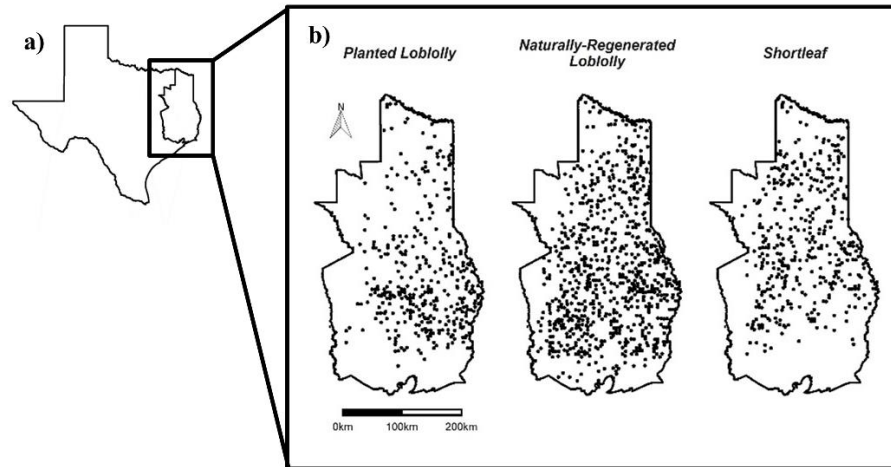 a)
b)
Planted Loblolly
Naturally-Regenerated
Loblolly
Shortleaf
N
0km 100km 200km